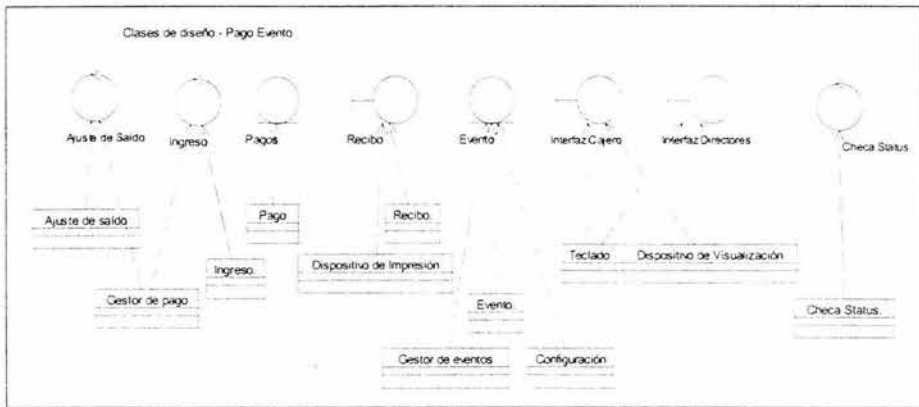 Clases de diseño - Pago Evento
Ajuste de Saldo
Ingreso
Pagos
Recibo
Evento
Interfaz Cajero
Interfaz Directores
Checa Status
Ajuste de saldo
Pago
Recibo.
Ingreso.
Dispositivo de Impresión
Teclado
Dispositivo de Visualización
Gestor de pago
Evento.
Checa Status.
Gestor de eventos
Configuración